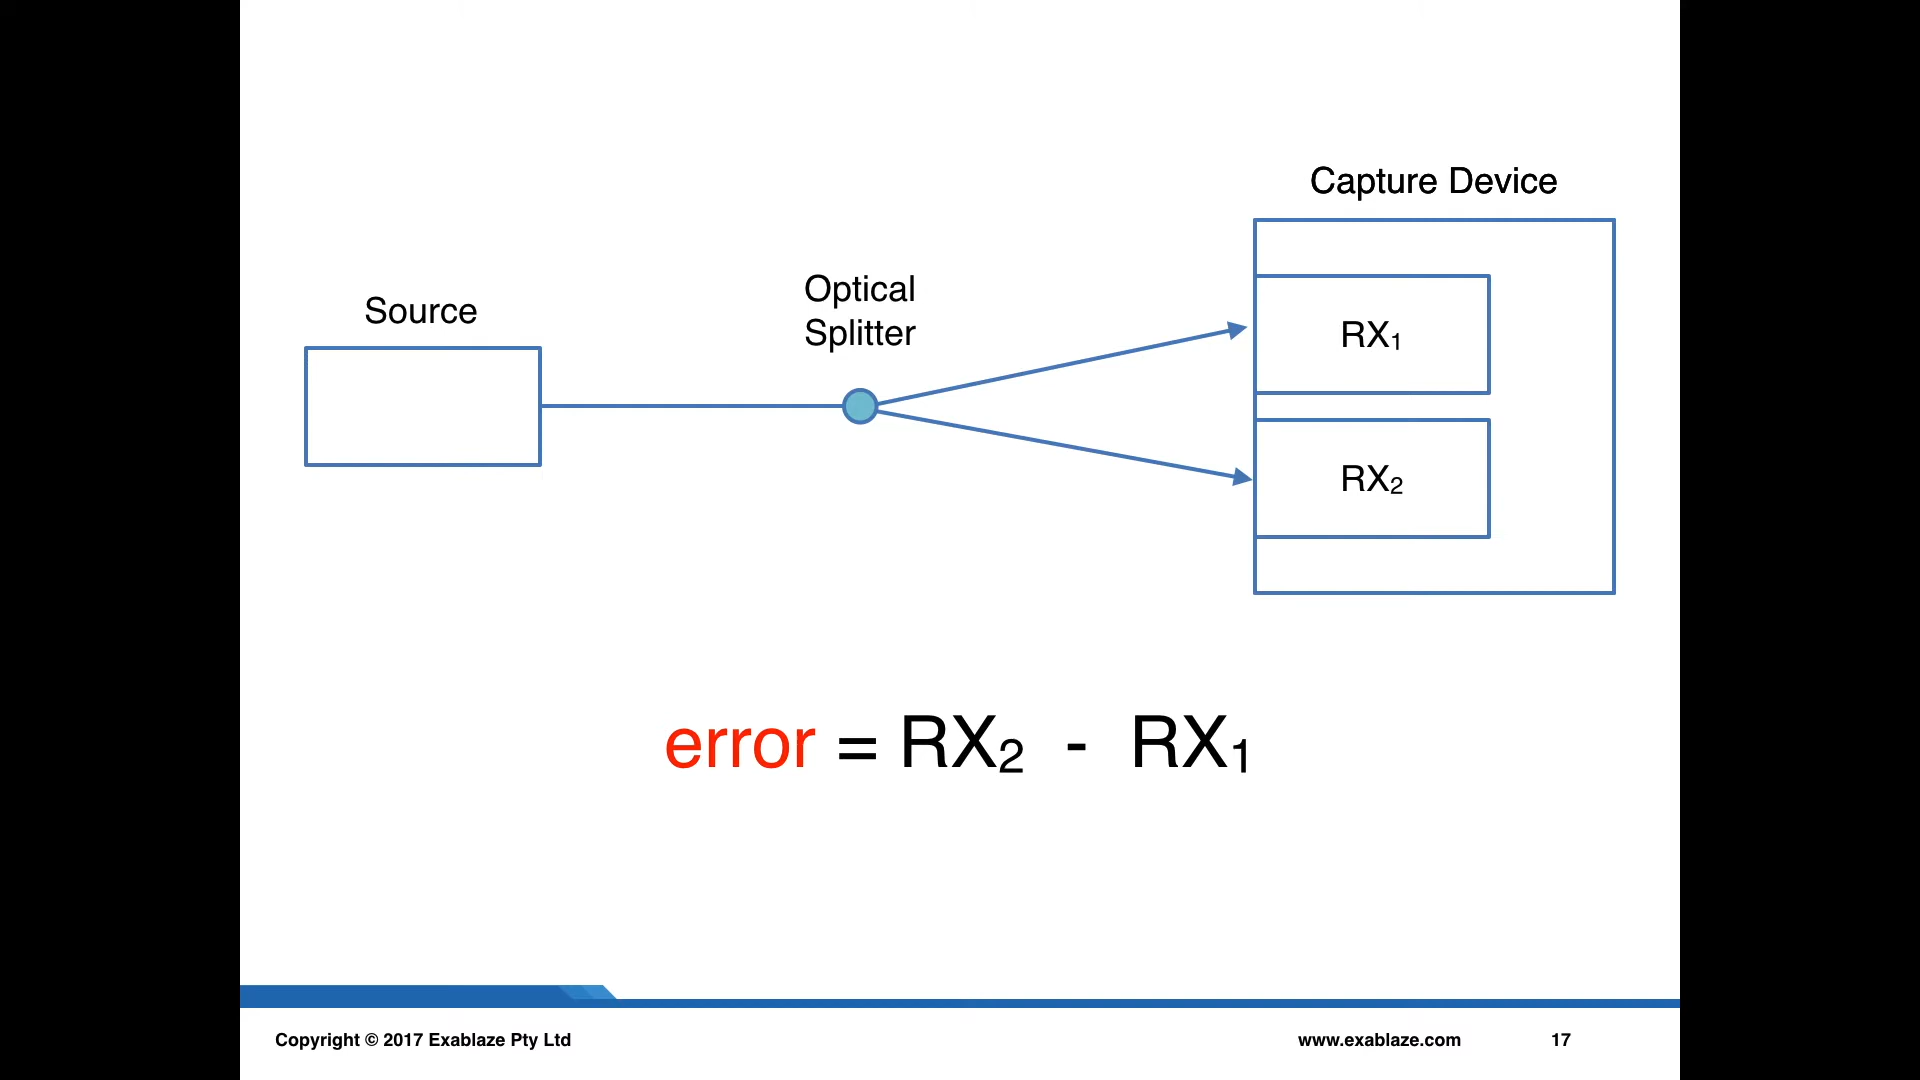 Capture Device
Optical
Splitter
Source
RX₁
RX₂
error = RX₂ - RX₁
Copyright © 2017 Exablaze Pty Ltd
www.exablaze.com
17